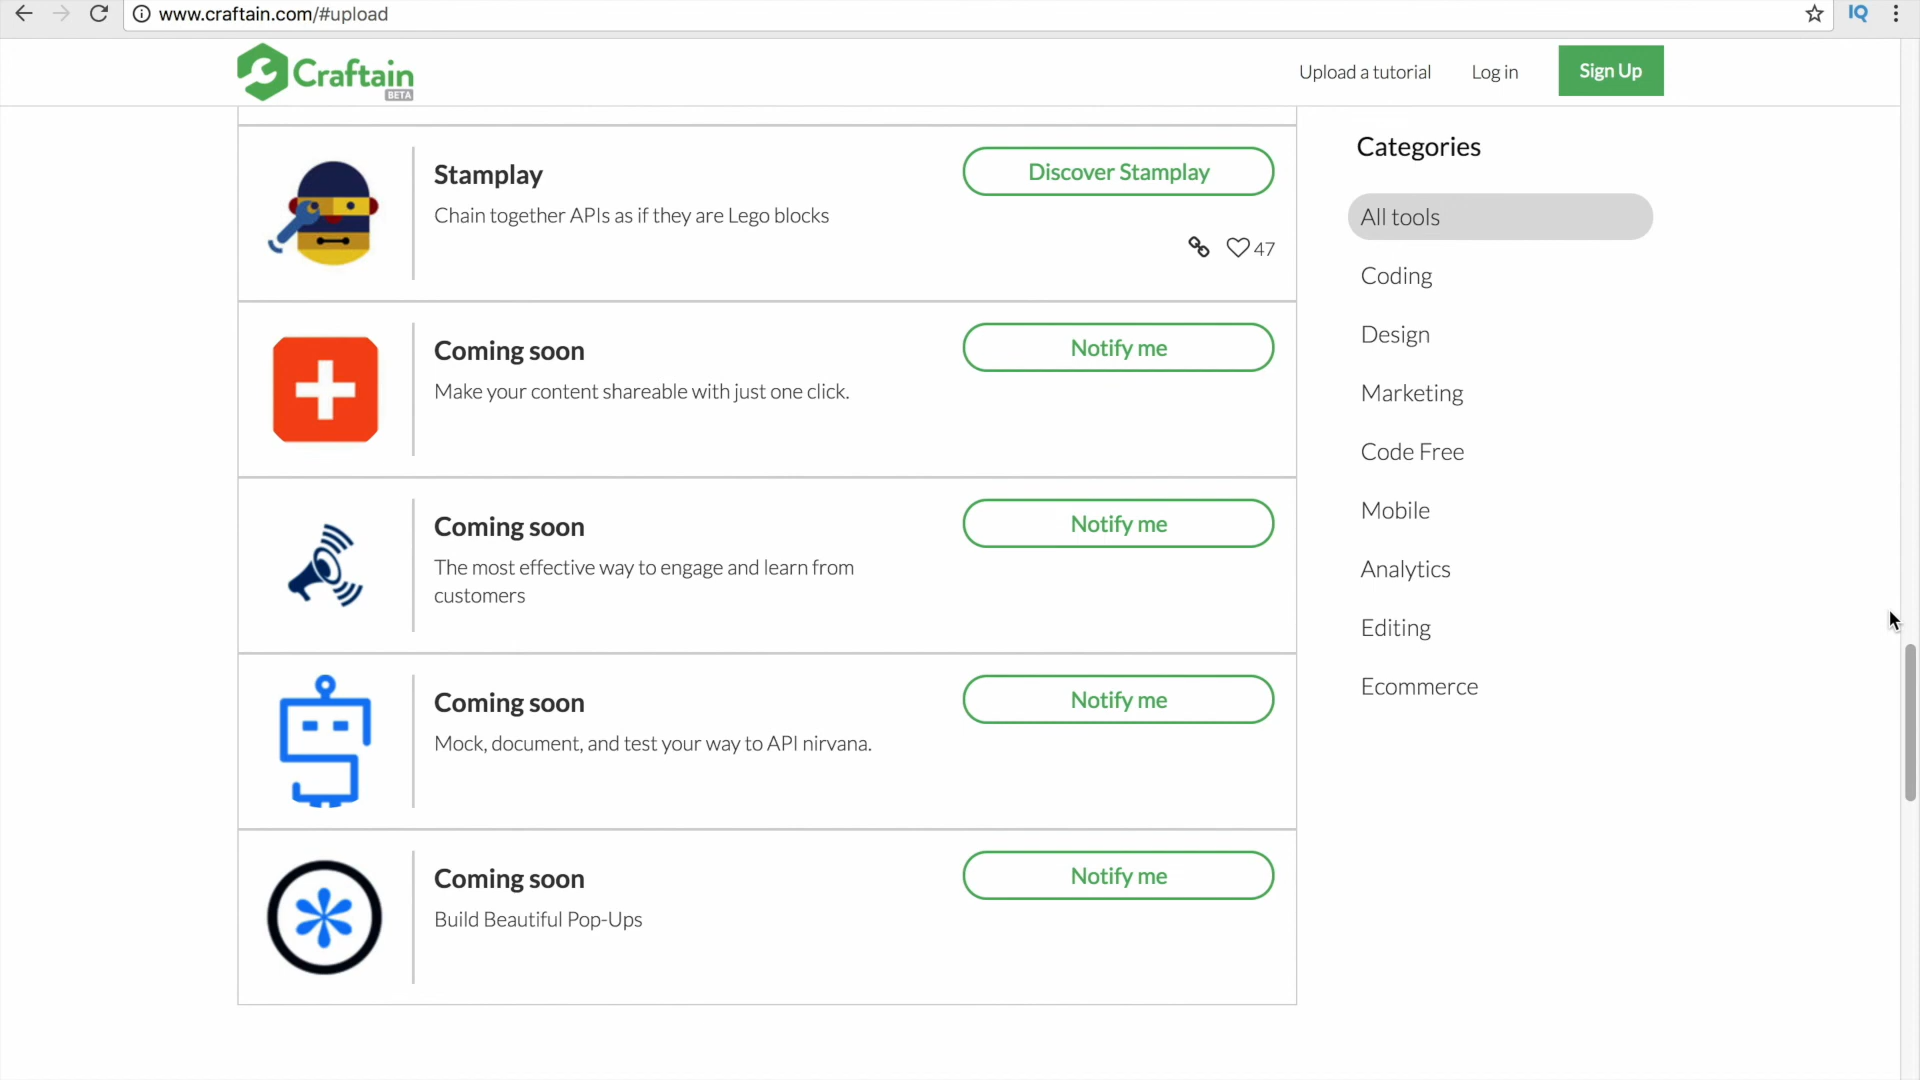 www.craftain.com/#upload
IQ
Craftain
BETA
Upload a tutorial
Log in
Sign Up
Stamplay
Chain together APIs as if they are Lego blocks
Discover Stamplay
47
Coming soon
Make your content shareable with just one click.
Notify me
Coming soon
The most effective way to engage and learn from
customers
Notify me
Coming soon
Mock, document, and test your way to API nirvana.
Notify me
Coming soon
Build Beautiful Pop-Ups
Notify me
Categories
All tools
Coding
Design
Marketing
Code Free
Mobile
Analytics
Editing
Ecommerce